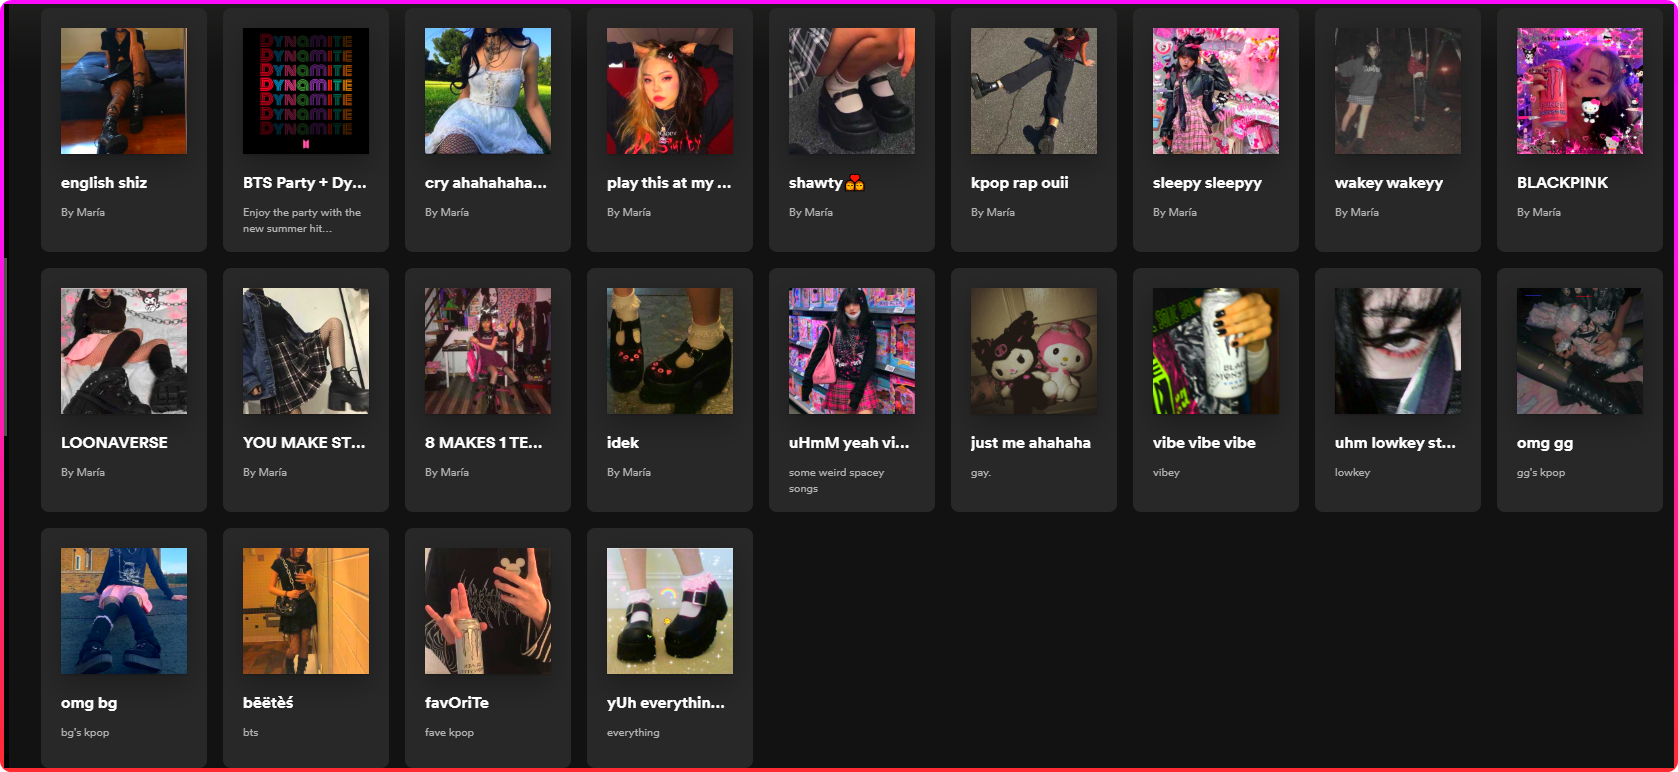 DYNAMITE
DYNAMITE
DYNAMITE
DYNAMITE
DYNAMITE
DYNAMITE
DYNAMITE
english shiz
By María
BTS Party + Dy...
Enjoy the party with the
new summer hit...
cry ahahahaha...
By María
play this at my ...
By María
shawty
By María
kpop rap ouii
By María
sleepy sleepyy
By María
wakey wakeyy
By María
BLACKPINK
By María
LOONAVERSE
By María
YOU MAKE ST...
By María
8 MAKES 1 TE...
By María
idek
By María
uHmM yeah vi...
some weird spacey
songs
just me ahahaha
gay.
vibe vibe vibe
vibey
uhm lowkey st...
lowkey
omg gg
gg's kpop
omg bg
bg's kpop
bēëtèś
bts
favOriTe
fave kpop
yUh everythin...
everything